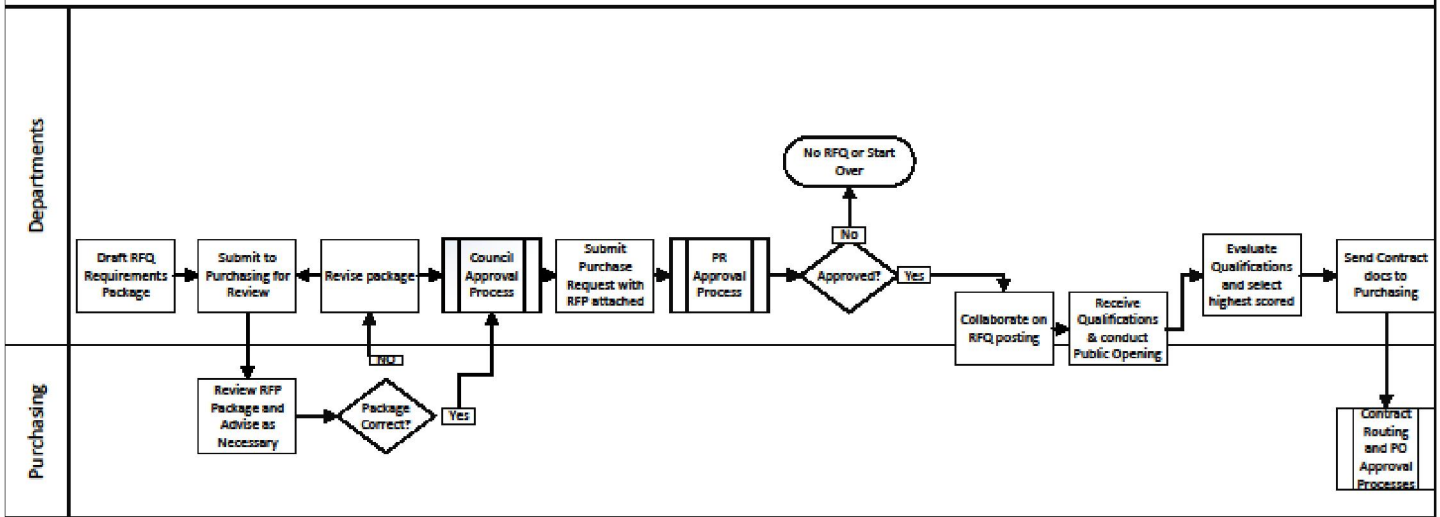 Departments
No RFQ or Start
Over
No
Draft RFQ
Requirements
Package
Submit to
Purchasing for
Review
Revise package
Council
Approval
Process
Submit
Purchase
Request with
RFP attached
PR
Approval
Process
Approved?
Yes
Collaborate on
RFQ posting
Receive
Qualifications
& conduct
Public Opening
Evaluate
Qualifications
and select
highest scored
Send Contract
docs to
Purchasing
Purchasing
NO
Review RFP
Package and
Advise as
Necessary
Package
Correct?
Yes
Contract
Routing
and PO
Approval
Processes